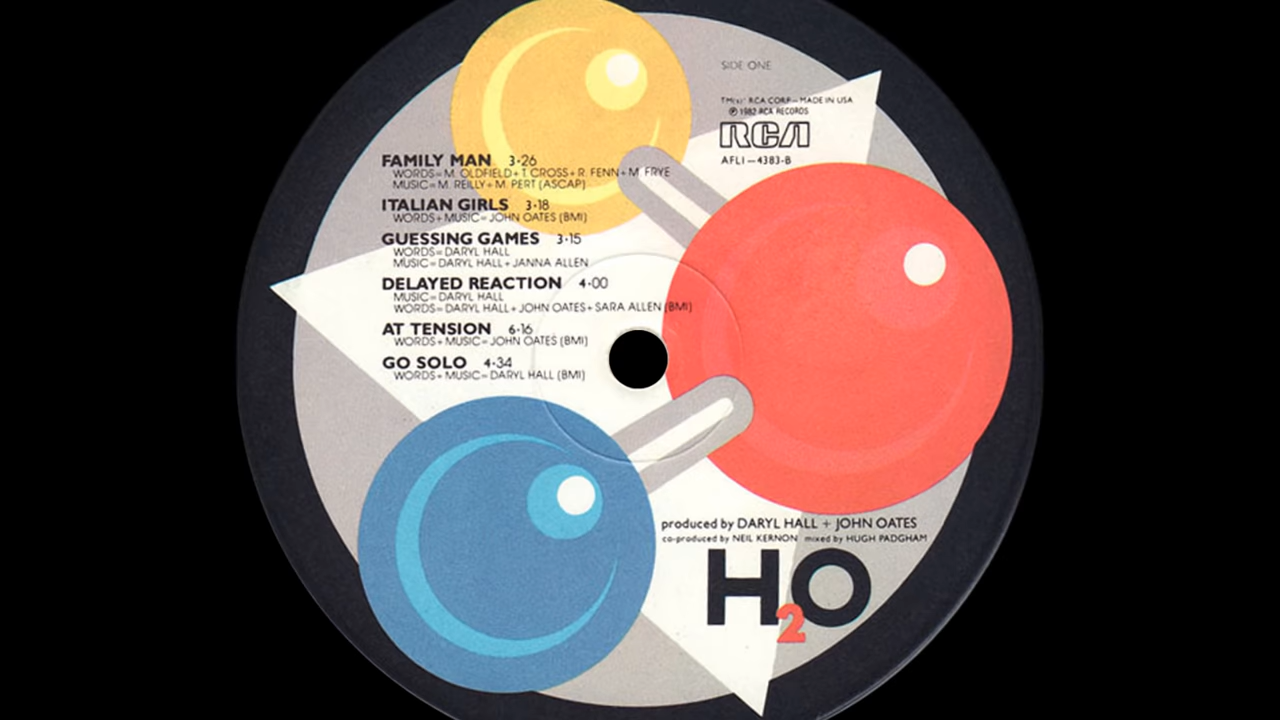 SIDE ONE
TM(s)® RCA CORP—MADE IN USA
℗ 1982 RCA RECORDS
RCA
AFLI—4383-B
FAMILY MAN 3·26
WORDS=M. OLDFIELD+T. CROSS+R. FENN+M. FRYE
MUSIC=M. REILLY+M. PERT (ASCAP)
ITALIAN GIRLS 3·18
WORDS+MUSIC=JOHN OATES (BMI)
GUESSING GAMES 3·15
WORDS=DARYL HALL
MUSIC=DARYL HALL+JANNA ALLEN
DELAYED REACTION 4·00
MUSIC=DARYL HALL
WORDS=DARYL HALL+JOHN OATES+SARA ALLEN (BMI)
AT TENSION 6·16
WORDS+MUSIC=JOHN OATES (BMI)
GO SOLO 4·34
WORDS+MUSIC=DARYL HALL (BMI)
produced by DARYL HALL + JOHN OATES
co-produced by NEIL KERNON mixed by HUGH PADGHAM
H2O